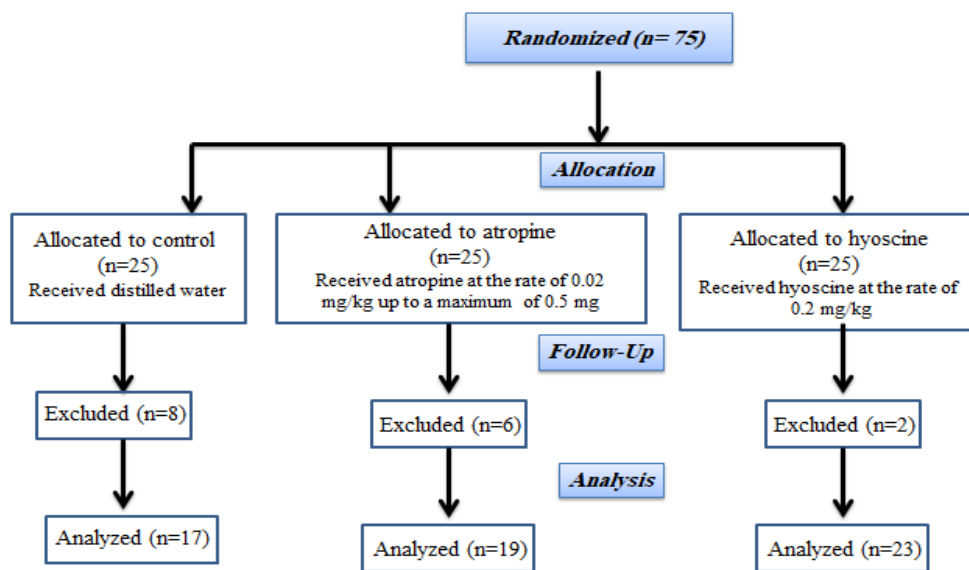 Randomized (n= 75)
Allocation
Allocated to control
(n=25)
Received distilled water
Allocated to atropine
(n=25)
Received atropine at the rate of 0.02
mg/kg up to a maximum of 0.5 mg
Allocated to hyoscine
(n=25)
Received hyoscine at the rate of
0.2 mg/kg
Follow-Up
Excluded (n=8)
Excluded (n=6)
Excluded (n=2)
Analysis
Analyzed (n=17)
Analyzed (n=19)
Analyzed (n=23)